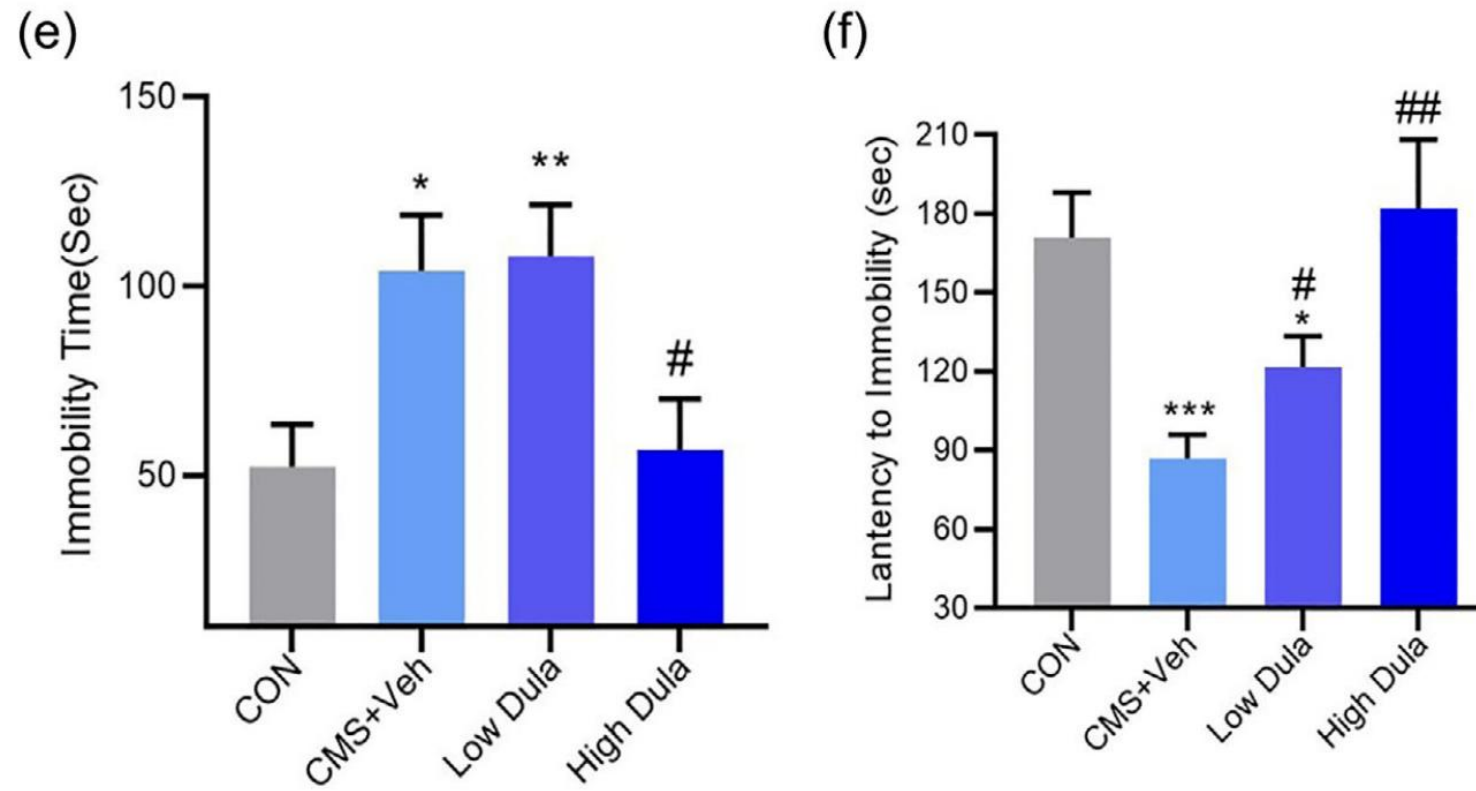 (e)
Immobility Time(Sec)
150
100
50
*
**
#
CON
CMS+Veh
Low Dula
High Dula
(f)
Lantency to Immobility (sec)
210
180
150
120
90
60
30
***
#
*
##
CON
CMS+Veh
Low Dula
High Dula